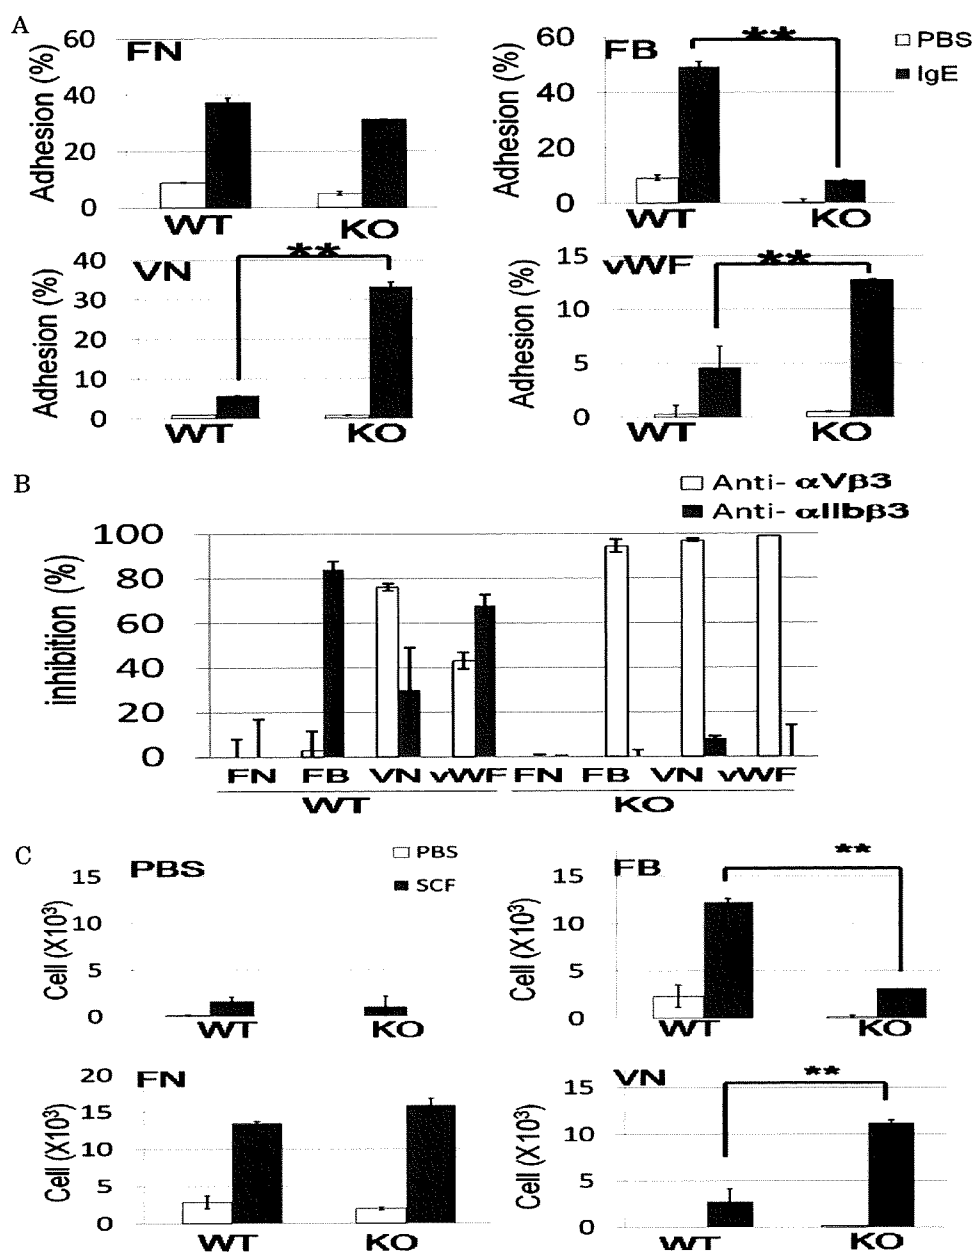 A
FN
Adhesion (%)
60
40
20
0
WT KO
FB
Adhesion (%)
60
40
20
0
**
WT KO
PBS
IgE
VN
Adhesion (%)
40
30
20
10
0
**
WT KO
vWF
Adhesion (%)
15
10
5
0
**
WT KO
B
Anti- αVβ3
Anti- αIIbβ3
inhibition (%)
100
80
60
40
20
0
FN FB VN vWF FN FB VN vWF
WT KO
C
PBS
Cell (X10³)
15
10
5
0
WT KO
PBS
SCF
FB
Cell (X10³)
15
10
5
0
**
WT KO
FN
Cell (X10³)
20
15
10
5
0
WT KO
VN
Cell (X10³)
15
10
5
0
**
WT KO